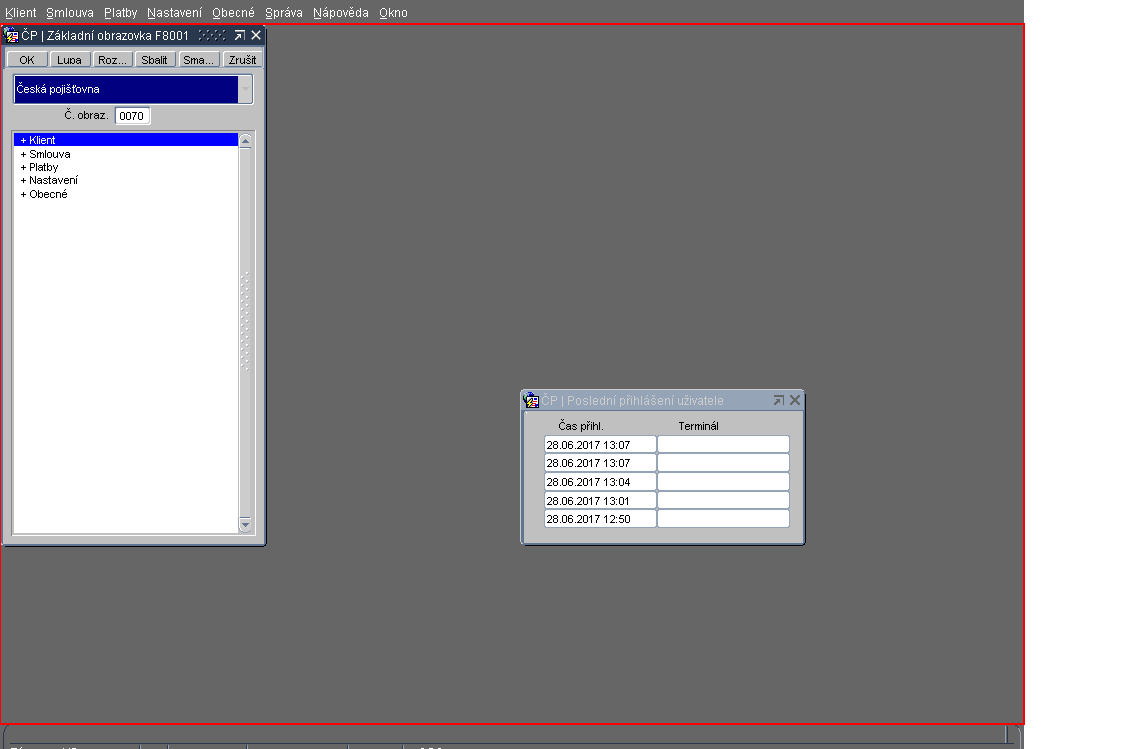 Klient Smlouva Platby Nastavení Obecné Správa Nápověda Okno
ČP | Základní obrazovka F8001
OK Lupa Roz... Sbalit Sma... Zrušit
Česká pojišťovna
Č. obraz. 0070
+ Klient
+ Smlouva
+ Platby
+ Nastavení
+ Obecné
ČP | Poslední přihlášení uživatele
Čas přihl. Terminál
28.06.2017 13:07
28.06.2017 13:07
28.06.2017 13:04
28.06.2017 13:01
28.06.2017 12:50